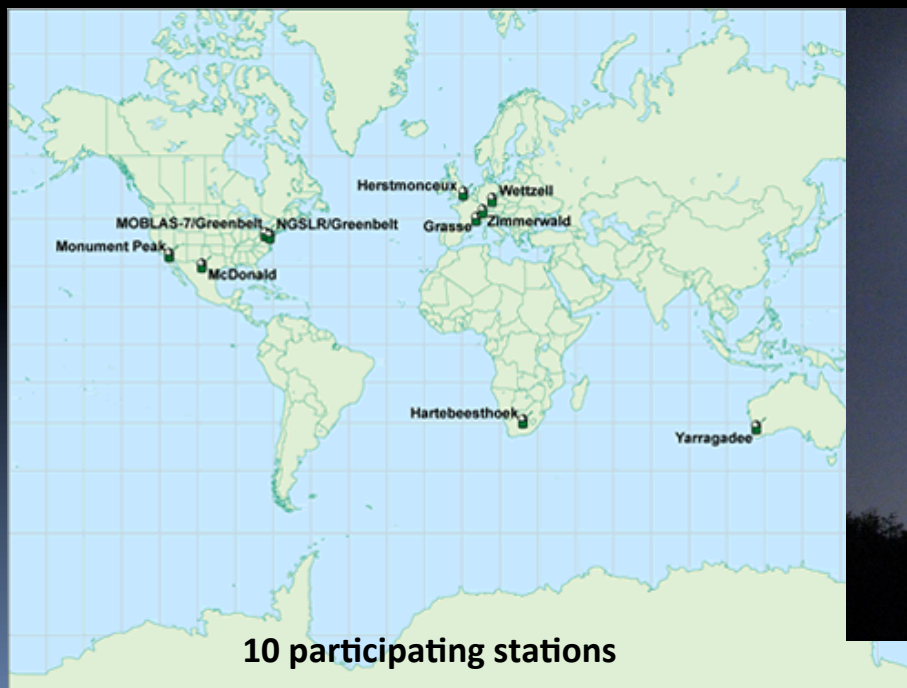 Herstmonceux
Wettzell
MOBLAS-7/Greenbelt
NGSLR/Greenbelt
Grasse
Zimmerwald
Monument Peak
McDonald
Hartebeesthoek
Yarragadee
10 participating stations